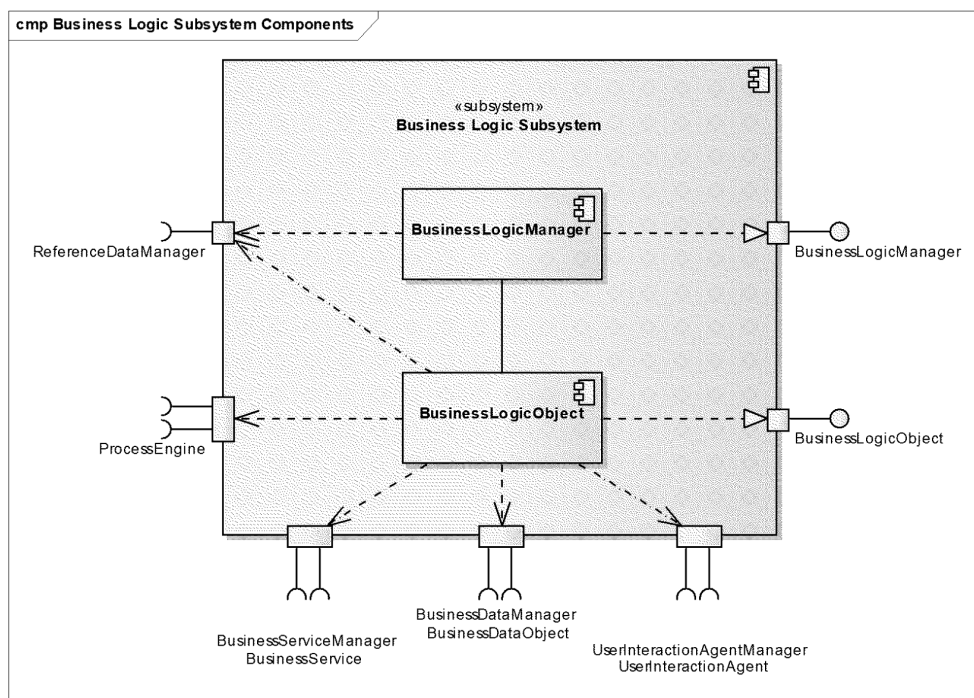 cmp Business Logic Subsystem Components
«subsystem»
Business Logic Subsystem
BusinessLogicManager
ReferenceDataManager
BusinessLogicManager
BusinessLogicObject
ProcessEngine
BusinessLogicObject
BusinessServiceManager
BusinessService
BusinessDataManager
BusinessDataObject
UserInteractionAgentManager
UserInteractionAgent